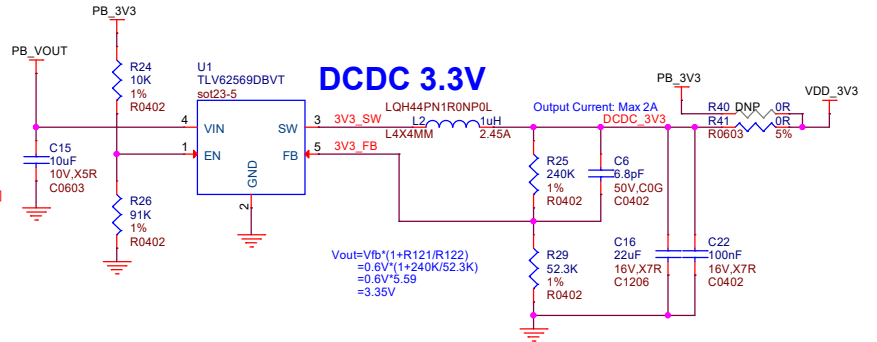 PB_3V3
PB_VOUT
R24
10K
1%
R0402
U1
TLV62569DBVT
sot23-5
DCDC 3.3V
4
VIN
SW
3
3V3_SW
1
EN
FB
5
3V3_FB
GND
2
C15
10uF
10V,X5R
C0603
R26
91K
1%
R0402
LQH44PN1R0NP0L
L2
1uH
L4X4MM
2.45A
Output Current: Max 2A
DCDC_3V3
PB_3V3
VDD_3V3
R40
DNP
0R
R41
0R
R0603
5%
R25
240K
1%
R0402
C6
6.8pF
50V,C0G
C0402
Vout=Vfb*(1+R121/R122)
=0.6V*(1+240K/52.3K)
=0.6V*5.59
=3.35V
R29
52.3K
1%
R0402
C16
22uF
16V,X7R
C1206
C22
100nF
16V,X7R
C0402